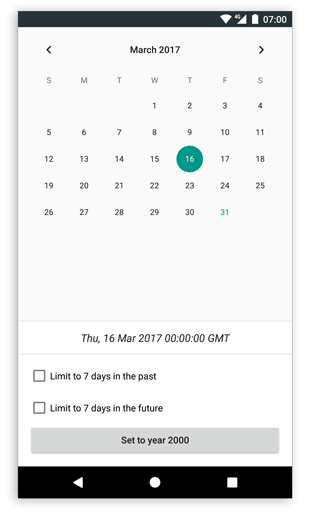 4G 07:00
March 2017
S M T W T F S
1 2 3 4
5 6 7 8 9 10 11
12 13 14 15 16 17 18
19 20 21 22 23 24 25
26 27 28 29 30 31
Thu, 16 Mar 2017 00:00:00 GMT
Limit to 7 days in the past
Limit to 7 days in the future
Set to year 2000